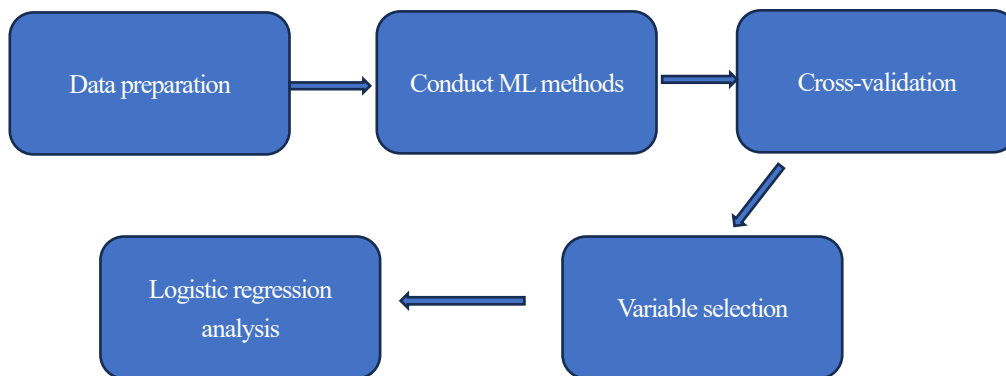 Data preparation
Conduct ML methods
Cross-validation
Variable selection
Logistic regression
analysis